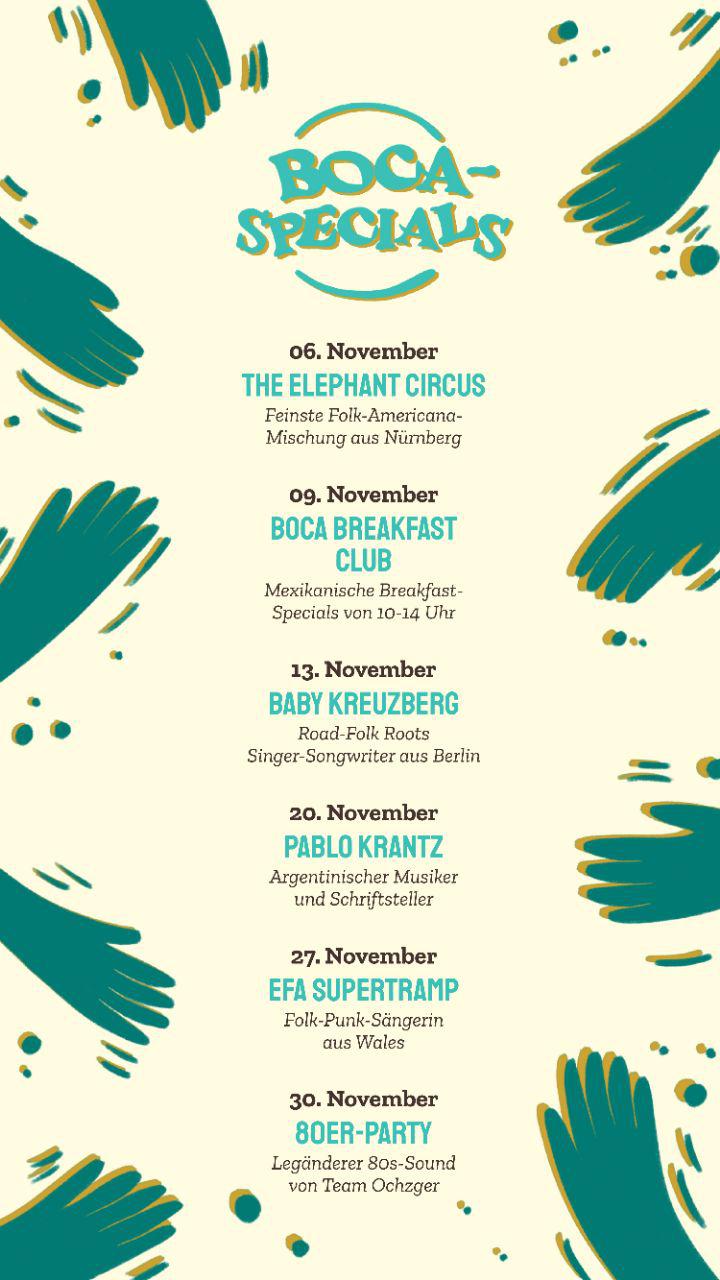 BOCA-
SPECIALS
06. November
THE ELEPHANT CIRCUS
Feinste Folk-Americana-
Mischung aus Nürnberg
09. November
BOCA BREAKFAST
CLUB
Mexikanische Breakfast-
Specials von 10-14 Uhr
13. November
BABY KREUZBERG
Road-Folk Roots
Singer-Songwriter aus Berlin
20. November
PABLO KRANTZ
Argentinischer Musiker
und Schriftsteller
27. November
EFA SUPERTRAMP
Folk-Punk-Sängerin
aus Wales
30. November
80ER-PARTY
Legänderer 80s-Sound
von Team Ochzger